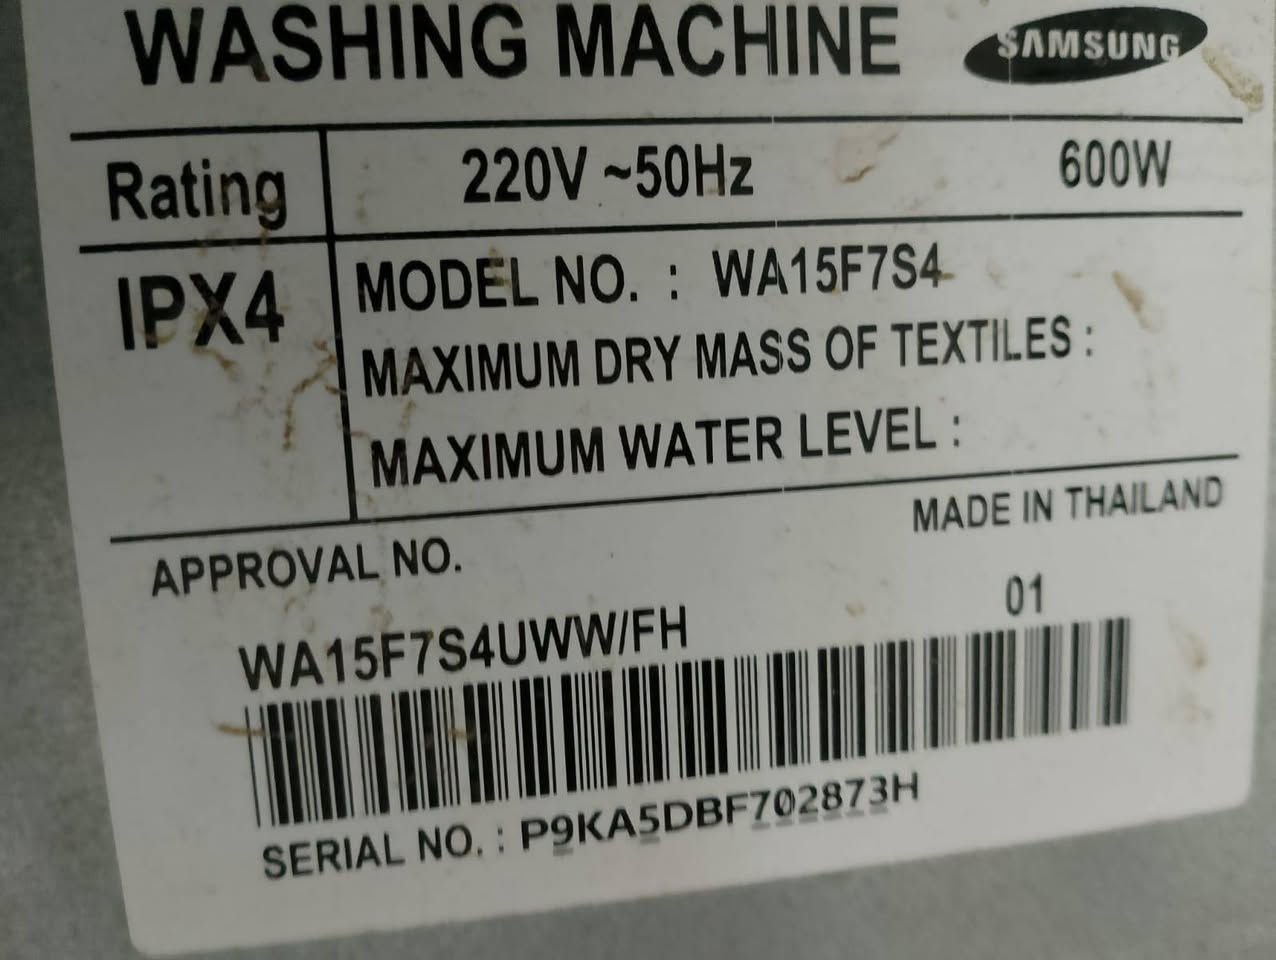 WASHING MACHINE SAMSUNG
Rating 220V ~50Hz 600W
IPX4 MODEL NO. : WA15F7S4
MAXIMUM DRY MASS OF TEXTILES :
MAXIMUM WATER LEVEL :
MADE IN THAILAND
APPROVAL NO.
01
WA15F7S4UWW/FH
SERIAL NO. : P9KA5DBF702873H